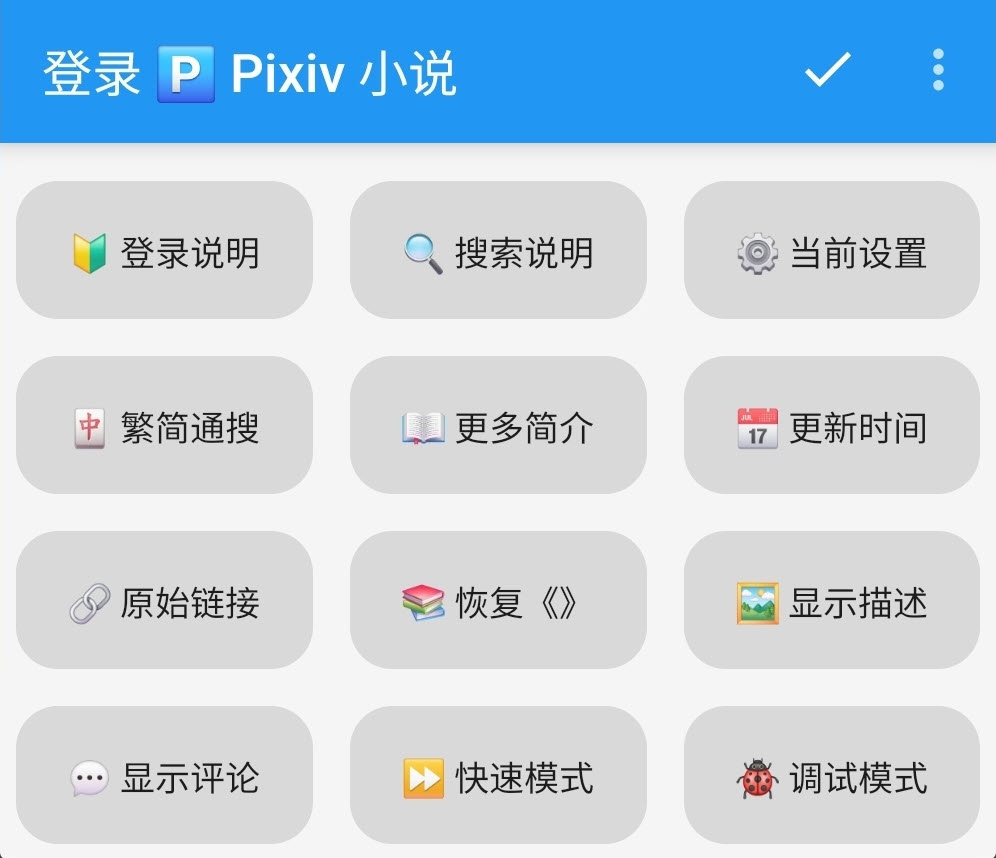 登录 🅿️ Pixiv 小说
🔰 登录说明
🔍 搜索说明
⚙️ 当前设置
🀄 繁简通搜
📖 更多简介
📅 更新时间
🔗 原始链接
📚 恢复《》
🖼️ 显示描述
💬 显示评论
⏩ 快速模式
🐞 调试模式